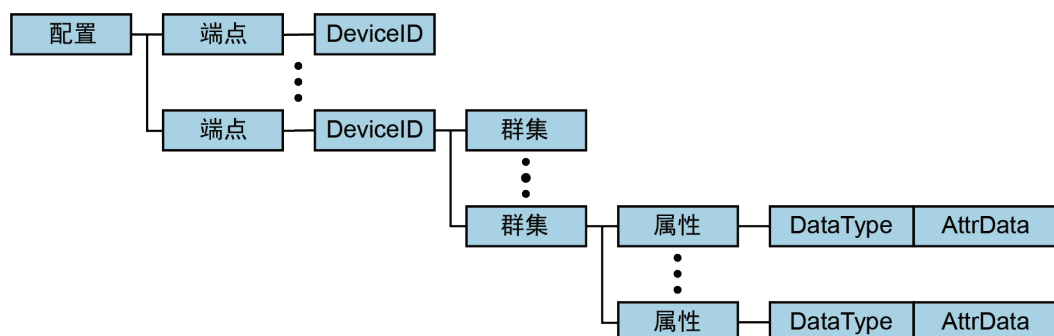 配置
端点
DeviceID
端点
DeviceID
群集
群集
属性
DataType
AttrData
属性
DataType
AttrData